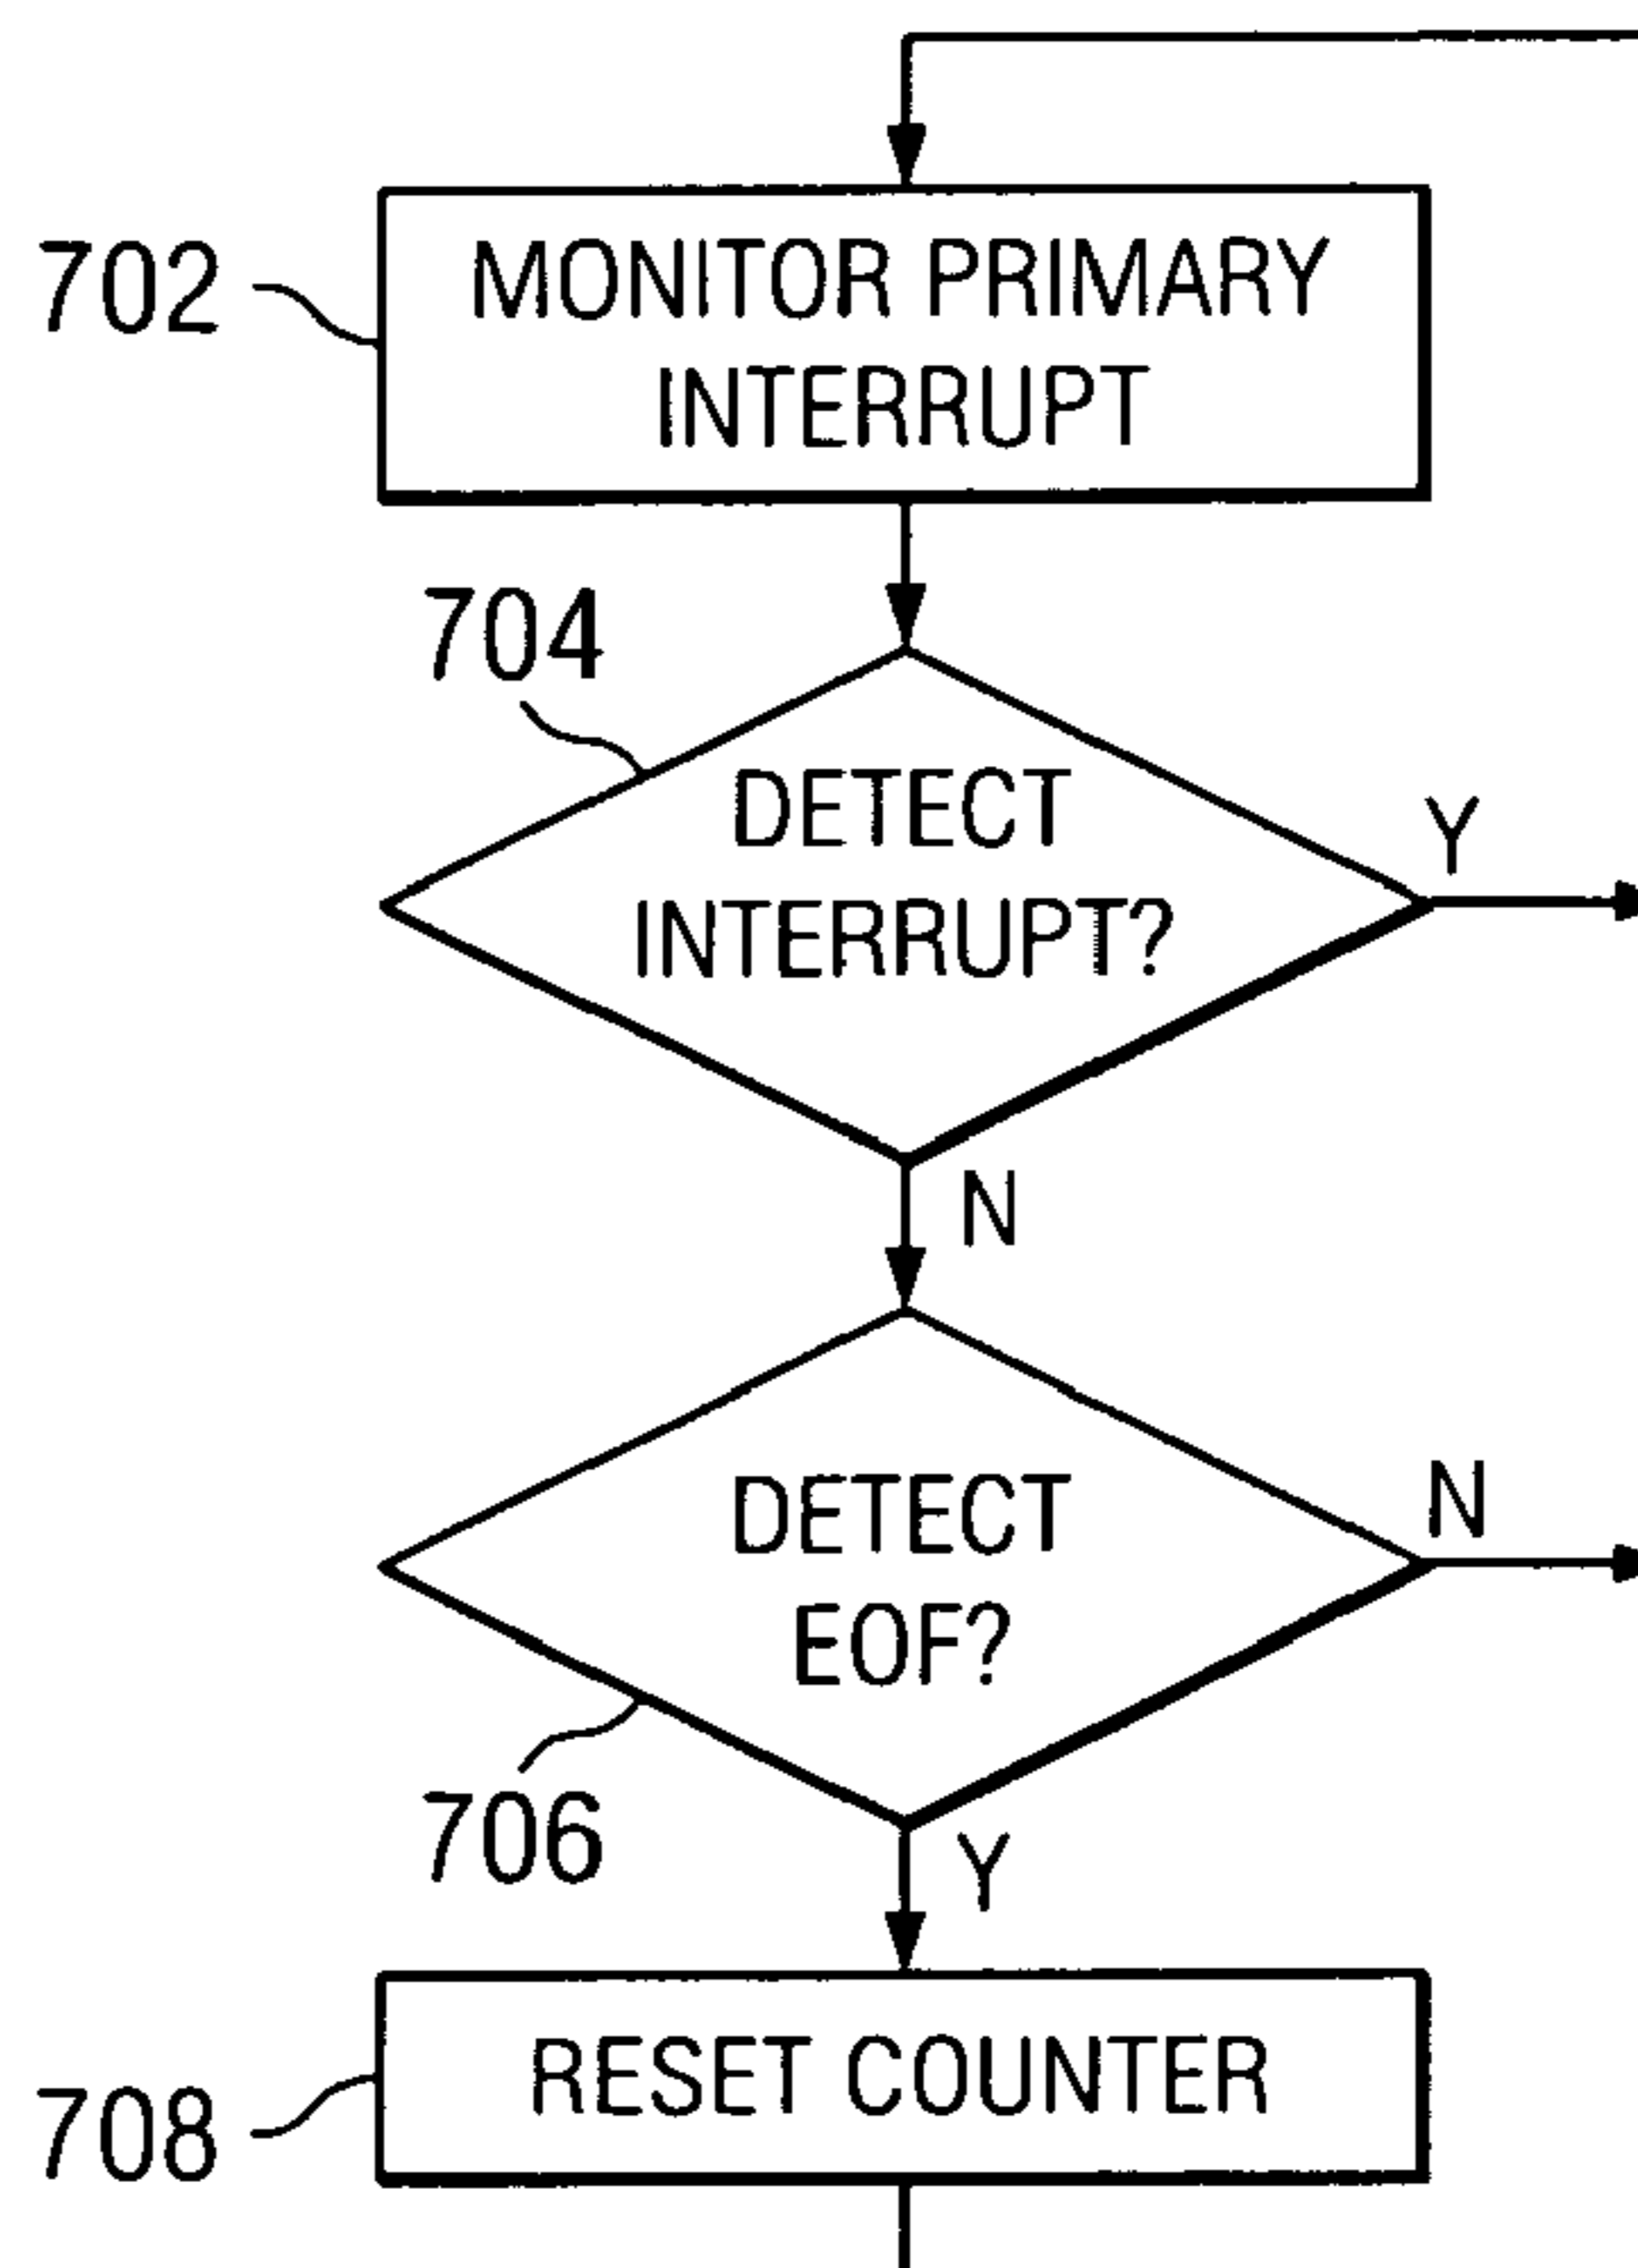 702
MONITOR PRIMARY
INTERRUPT
704
DETECT
INTERRUPT?
Y
N
DETECT
EOF?
N
706
Y
RESET COUNTER
708